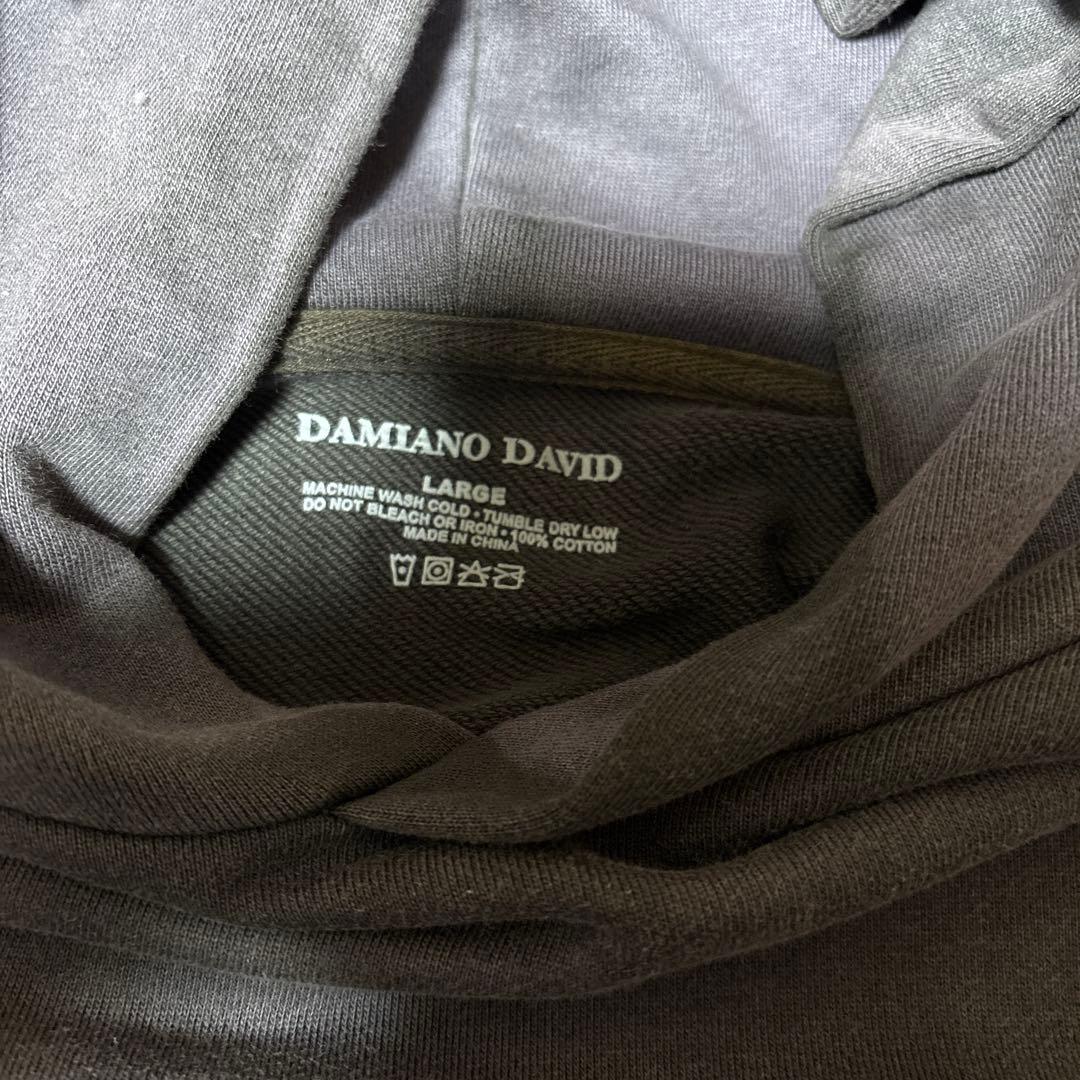 DAMIANO DAVID
LARGE
MACHINE WASH COLD • TUMBLE DRY LOW
DO NOT BLEACH OR IRON • 100% COTTON
MADE IN CHINA